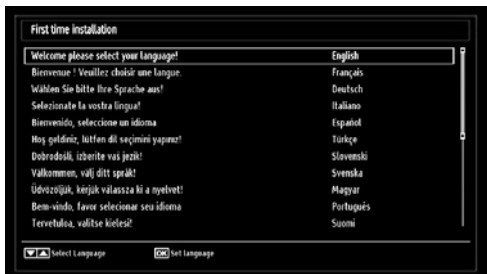 First time installation
Welcome please select your language! English
Bienvenue ! Veuillez choisir une langue. Français
Wählen Sie bitte Ihre Sprache aus! Deutsch
Selezionate la vostra lingua! Italiano
Bienvenido, seleccione un idioma Español
Hoş geldiniz, lütfen dil seçimini yapınız! Türkçe
Dobrodošli, izberite vaš jezik! Slovenski
Välkommen, välj ditt språk! Svenska
Üdvözöljük, kérjük válassza ki a nyelvet! Magyar
Bem-vindo, favor selecionar seu idioma Português
Tervetuloa, valitse kielesi! Suomi
Select Language OK Set language